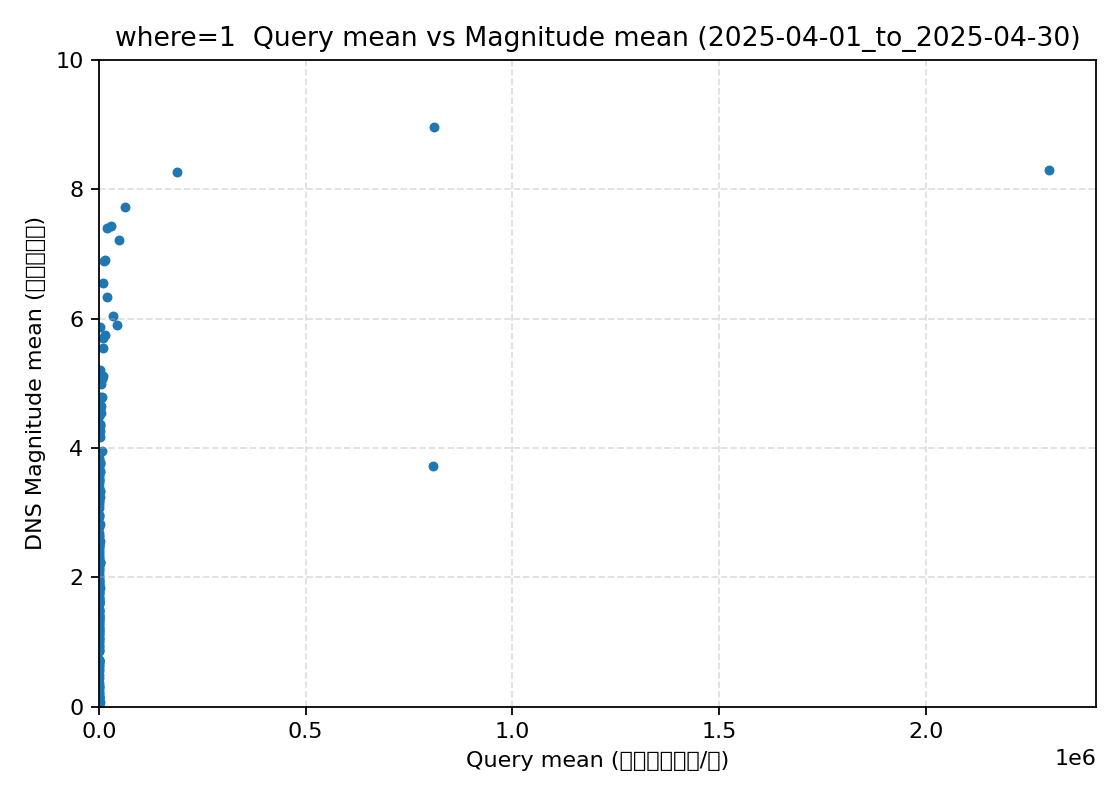 where=1  Query mean vs Magnitude mean (2025-04-01_to_2025-04-30)
10
8
6
4
2
0
DNS Magnitude mean (□□□□□)
0.0
0.5
1.0
1.5
2.0
1e6
Query mean (□□□□□□□/□)